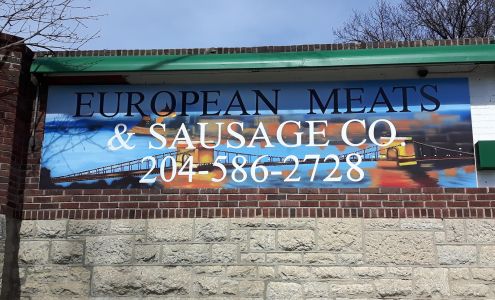 EUROPEAN MEATS
& SAUSAGE CO
204-586-2728